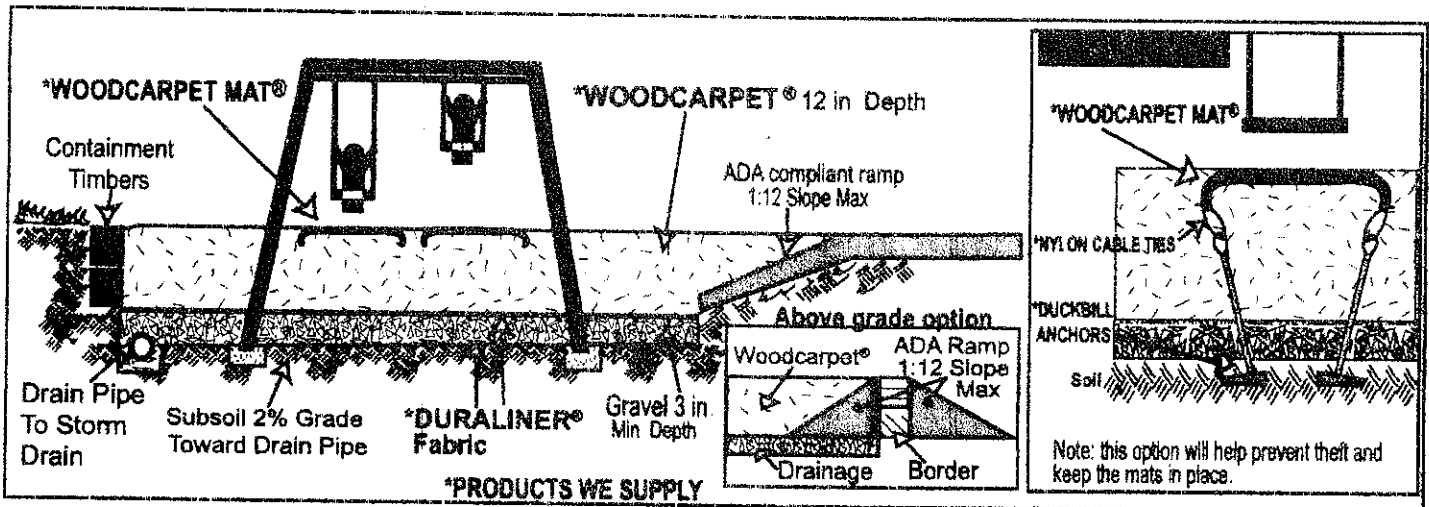 *WOODCARPET MAT®
*WOODCARPET® 12 in Depth
Containment
Timbers
ADA compliant ramp
1:12 Slope Max
Drain Pipe
To Storm
Drain
Subsoil 2% Grade
Toward Drain Pipe
*DURALINER®
Fabric
Gravel 3 in
Min Depth
Above grade option
Woodcarpet®
ADA Ramp
1:12 Slope
Max
Drainage
Border
*PRODUCTS WE SUPPLY
*WOODCARPET MAT®
*NYLON CABLE TIES
*DUCKBILL
ANCHORS
Soil
Note: this option will help prevent theft and
keep the mats in place.